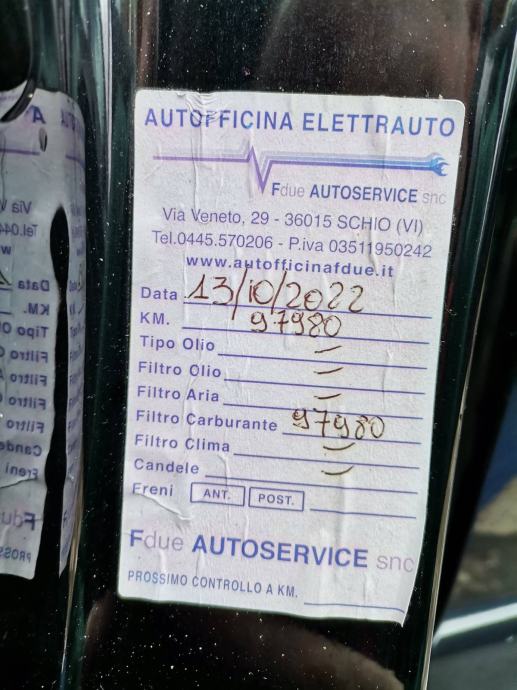 AUTOFFICINA ELETTRAUTO
Fdue AUTOSERVICE snc
Via Veneto, 29 - 36015 SCHIO (VI)
Tel.0445.570206 - P.iva 03511950242
www.autofficinafdue.it
Data 13/10/2022
KM. 97980
Tipo Olio —
Filtro Olio —
Filtro Aria —
Filtro Carburante 97980
Filtro Clima —
Candele —
Freni ANT. POST.
Fdue AUTOSERVICE snc
PROSSIMO CONTROLLO A KM.